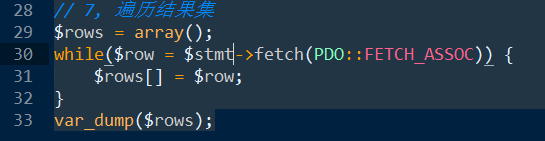 28 // 7, 遍历结果集
29 $rows = array();
30 while($row = $stmt->fetch(PDO::FETCH_ASSOC)) {
31     $rows[] = $row;
32 }
33 var_dump($rows);